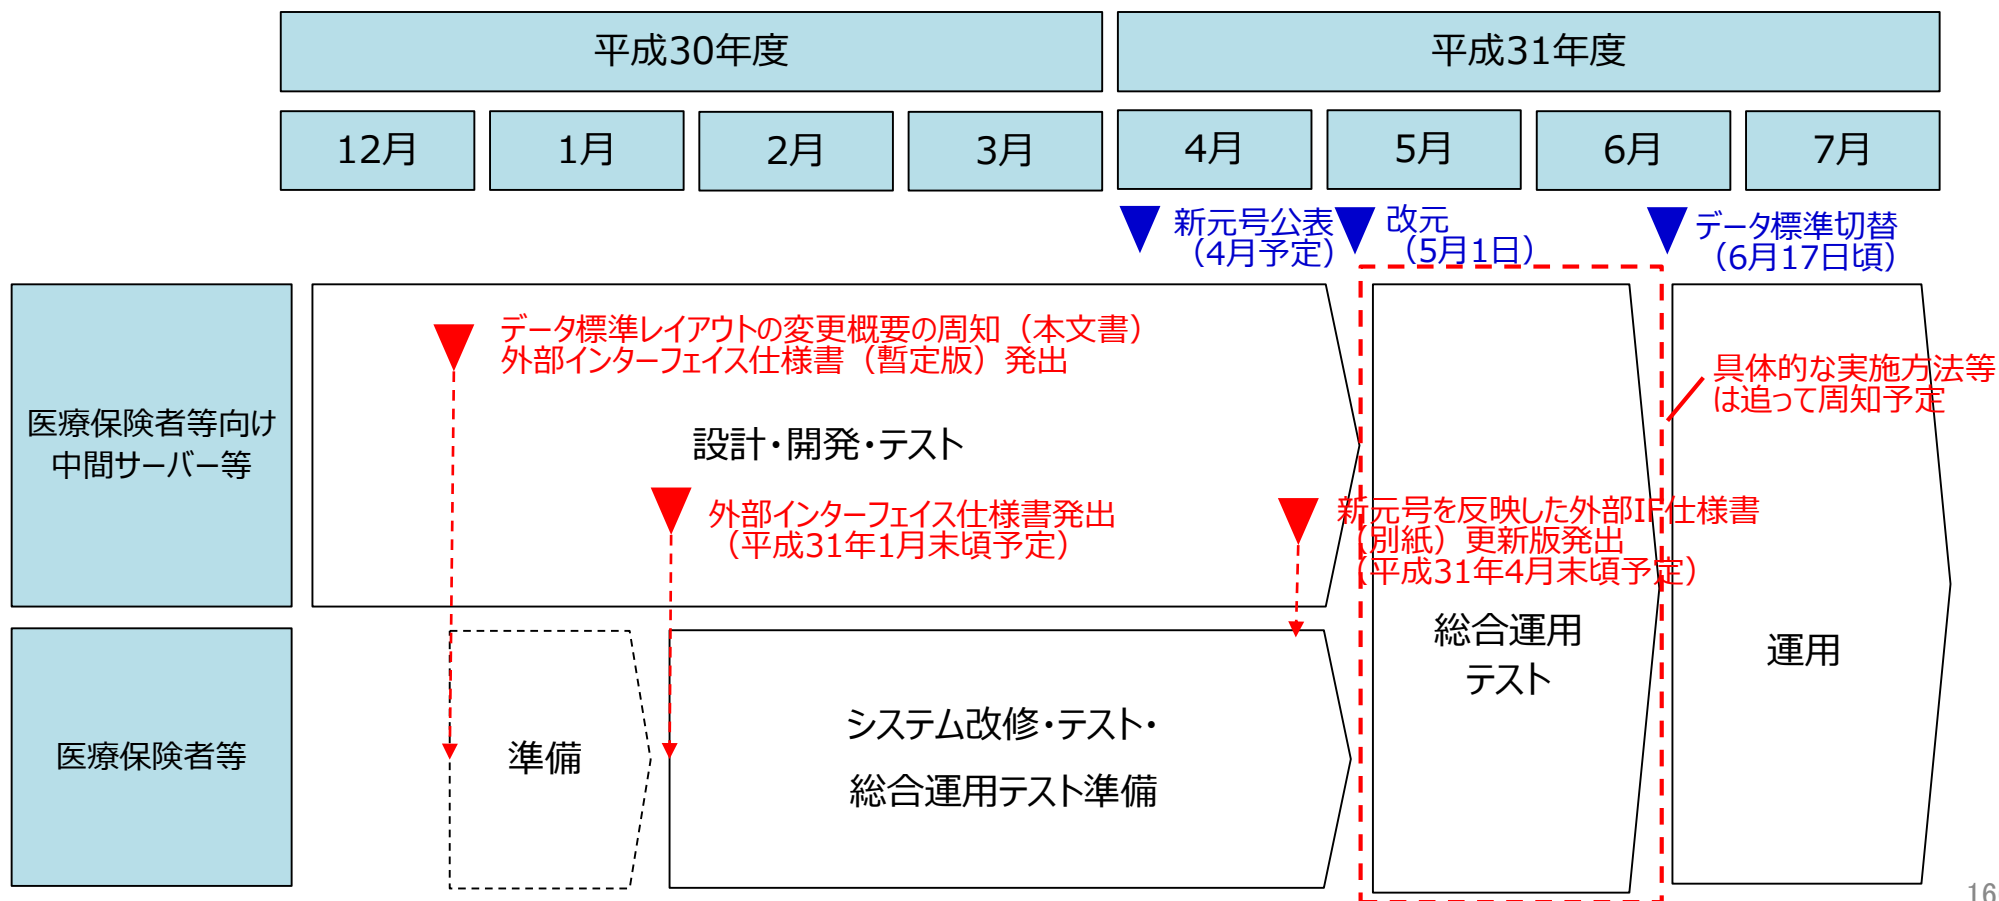 平成30年度
平成31年度
12月
1月
2月
3月
4月
5月
6月
7月
新元号公表
（4月予定）
改元
（5月1日）
データ標準切替
（6月17日頃）
医療保険者等向け
中間サーバー等
データ標準レイアウトの変更概要の周知（本文書）
外部インターフェイス仕様書（暫定版）発出
設計・開発・テスト
外部インターフェイス仕様書発出
（平成31年1月末頃予定）
新元号を反映した外部IF仕様書
（別紙）更新版発出
（平成31年4月末頃予定）
具体的な実施方法等
は追って周知予定
総合運用
テスト
運用
医療保険者等
準備
システム改修・テスト・
総合運用テスト準備
16